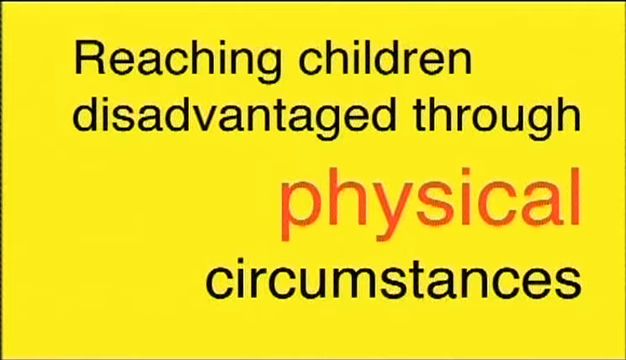 Reaching children
disadvantaged through
physical
circumstances